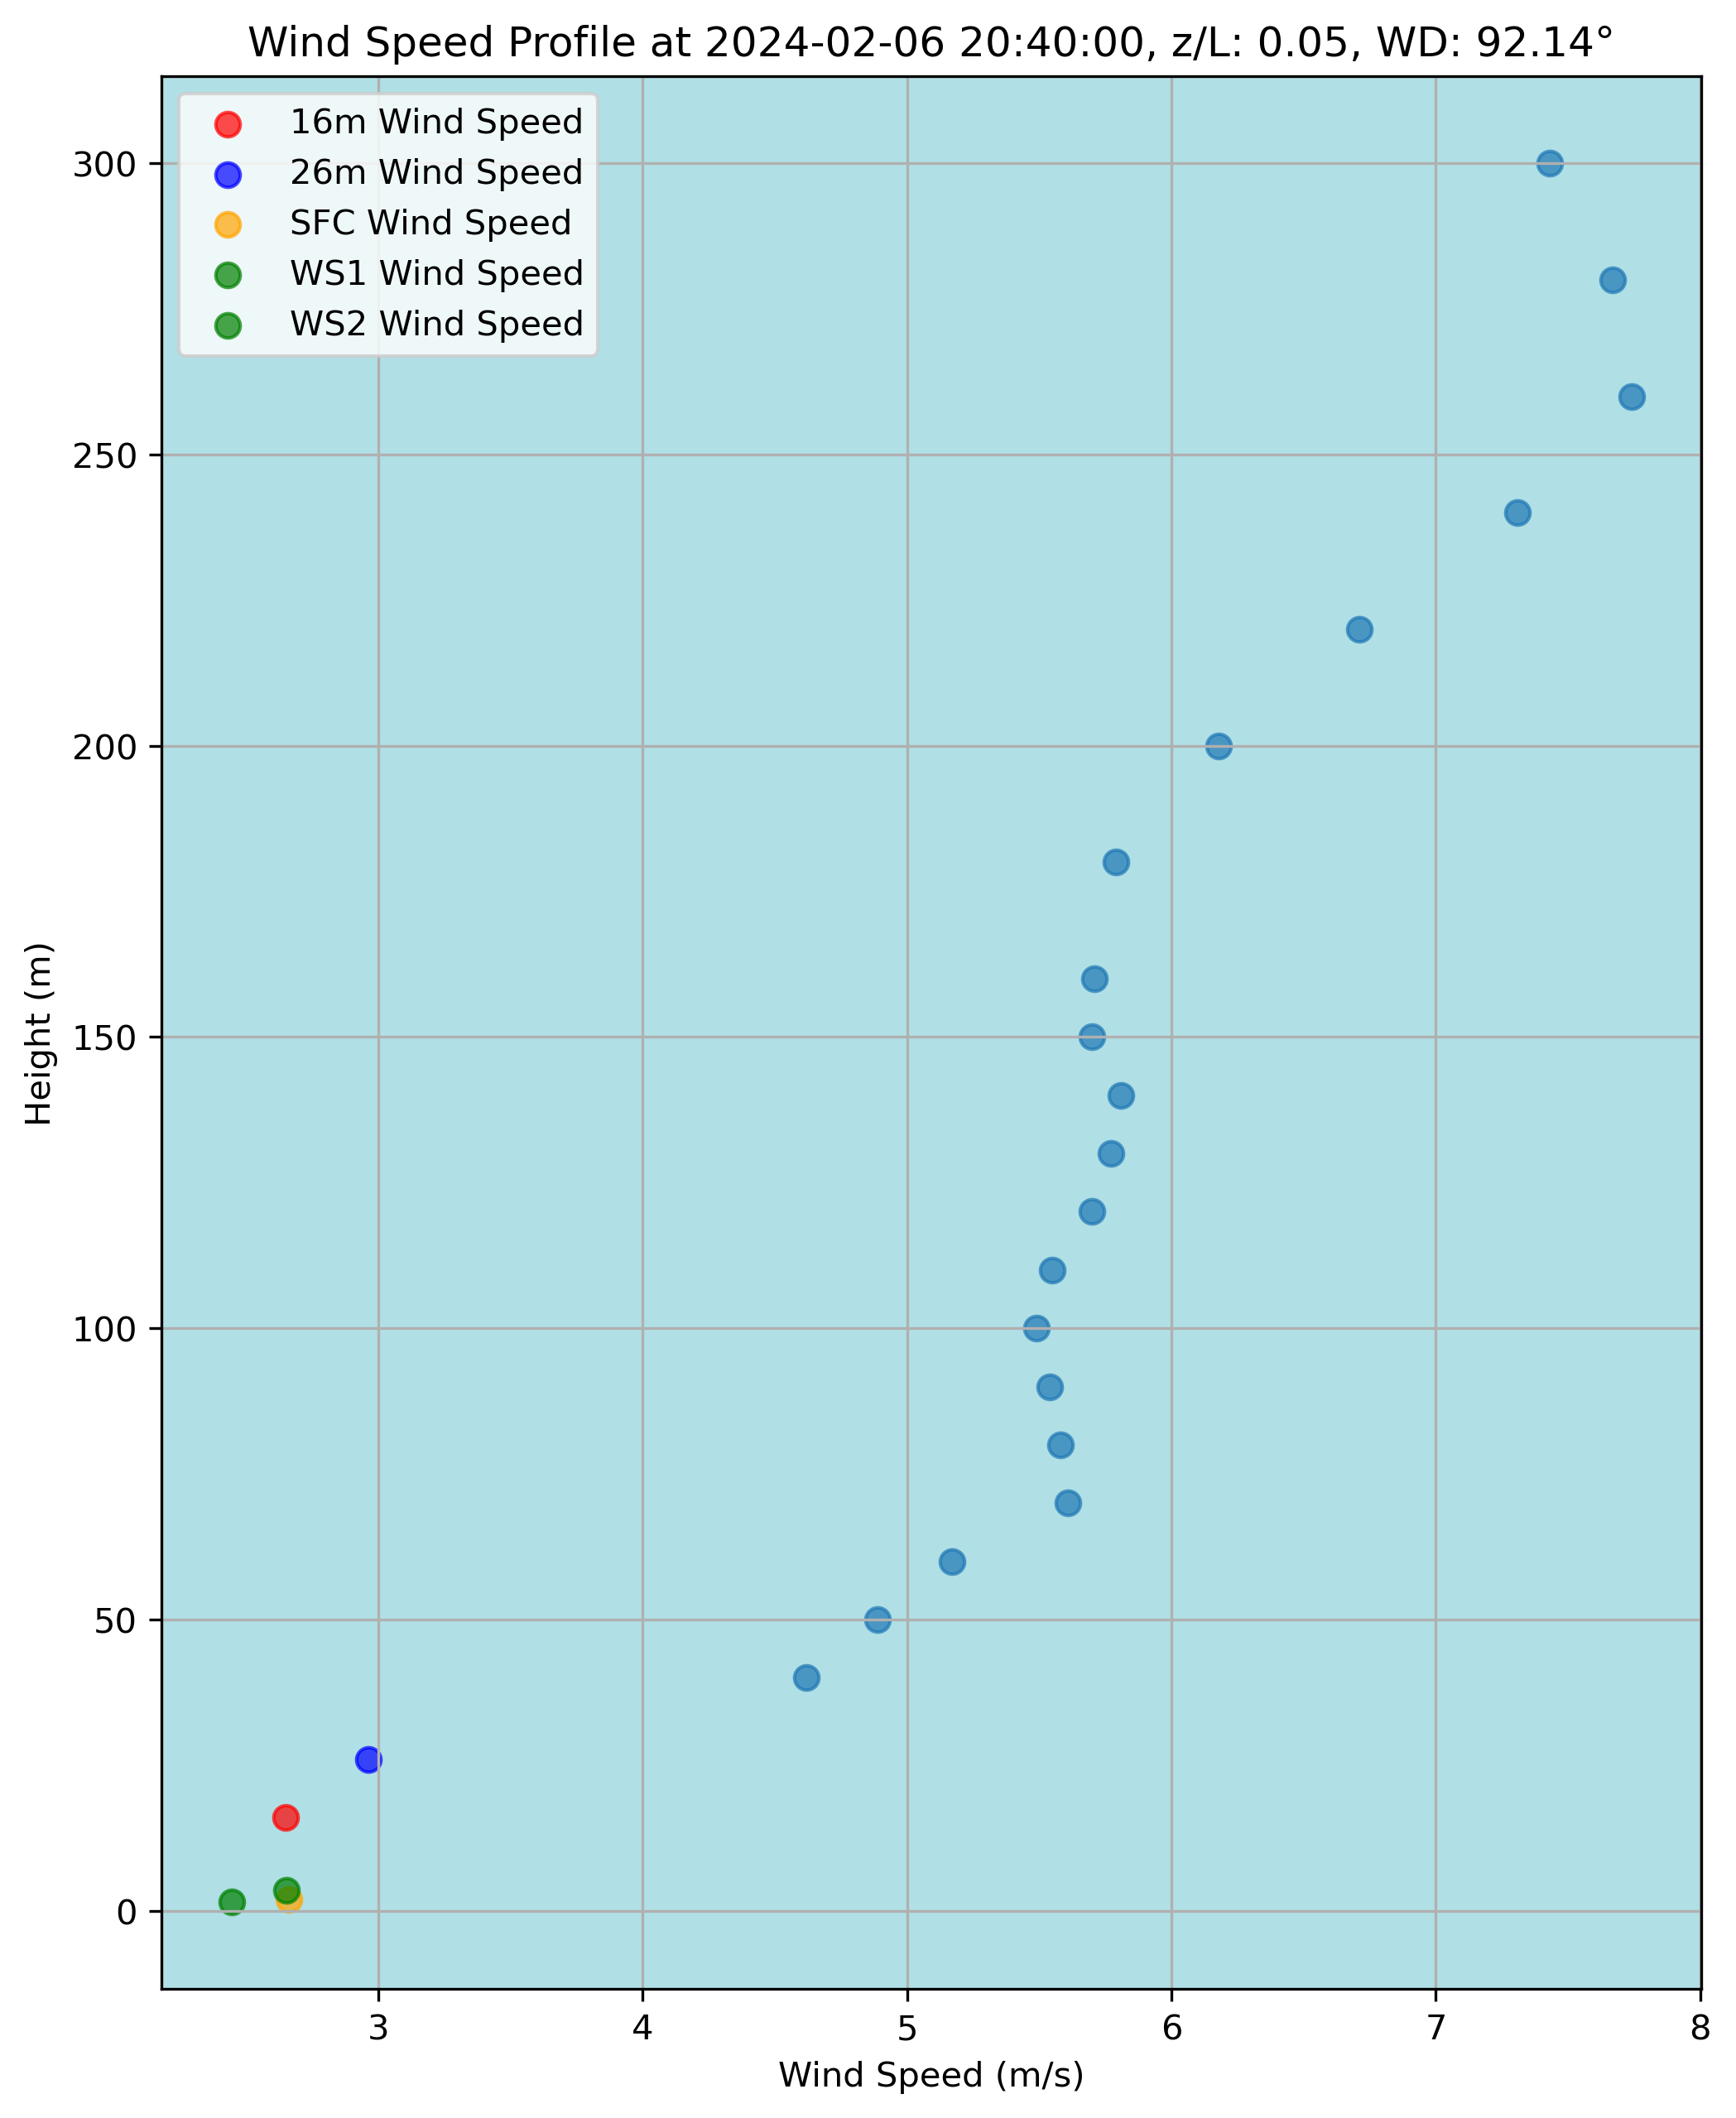 Wind Speed Profile at 2024-02-06 20:40:00, z/L: 0.05, WD: 92.14°
16m Wind Speed
26m Wind Speed
SFC Wind Speed
WS1 Wind Speed
WS2 Wind Speed
300
250
200
150
100
50
0
Height (m)
3 4 5 6 7 8
Wind Speed (m/s)